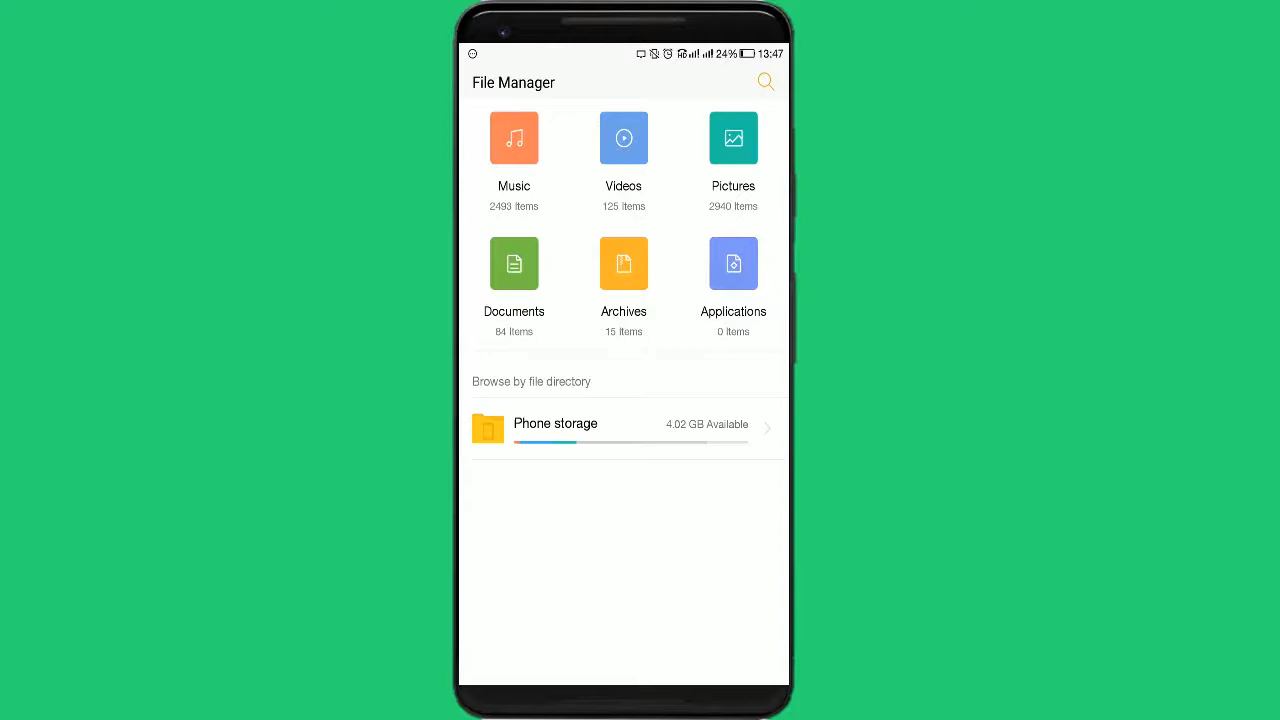 24% 13:47
File Manager
Music Videos Pictures
2493 Items 125 Items 2940 Items
Documents Archives Applications
84 Items 15 Items 0 Items
Browse by file directory
Phone storage 4.02 GB Available